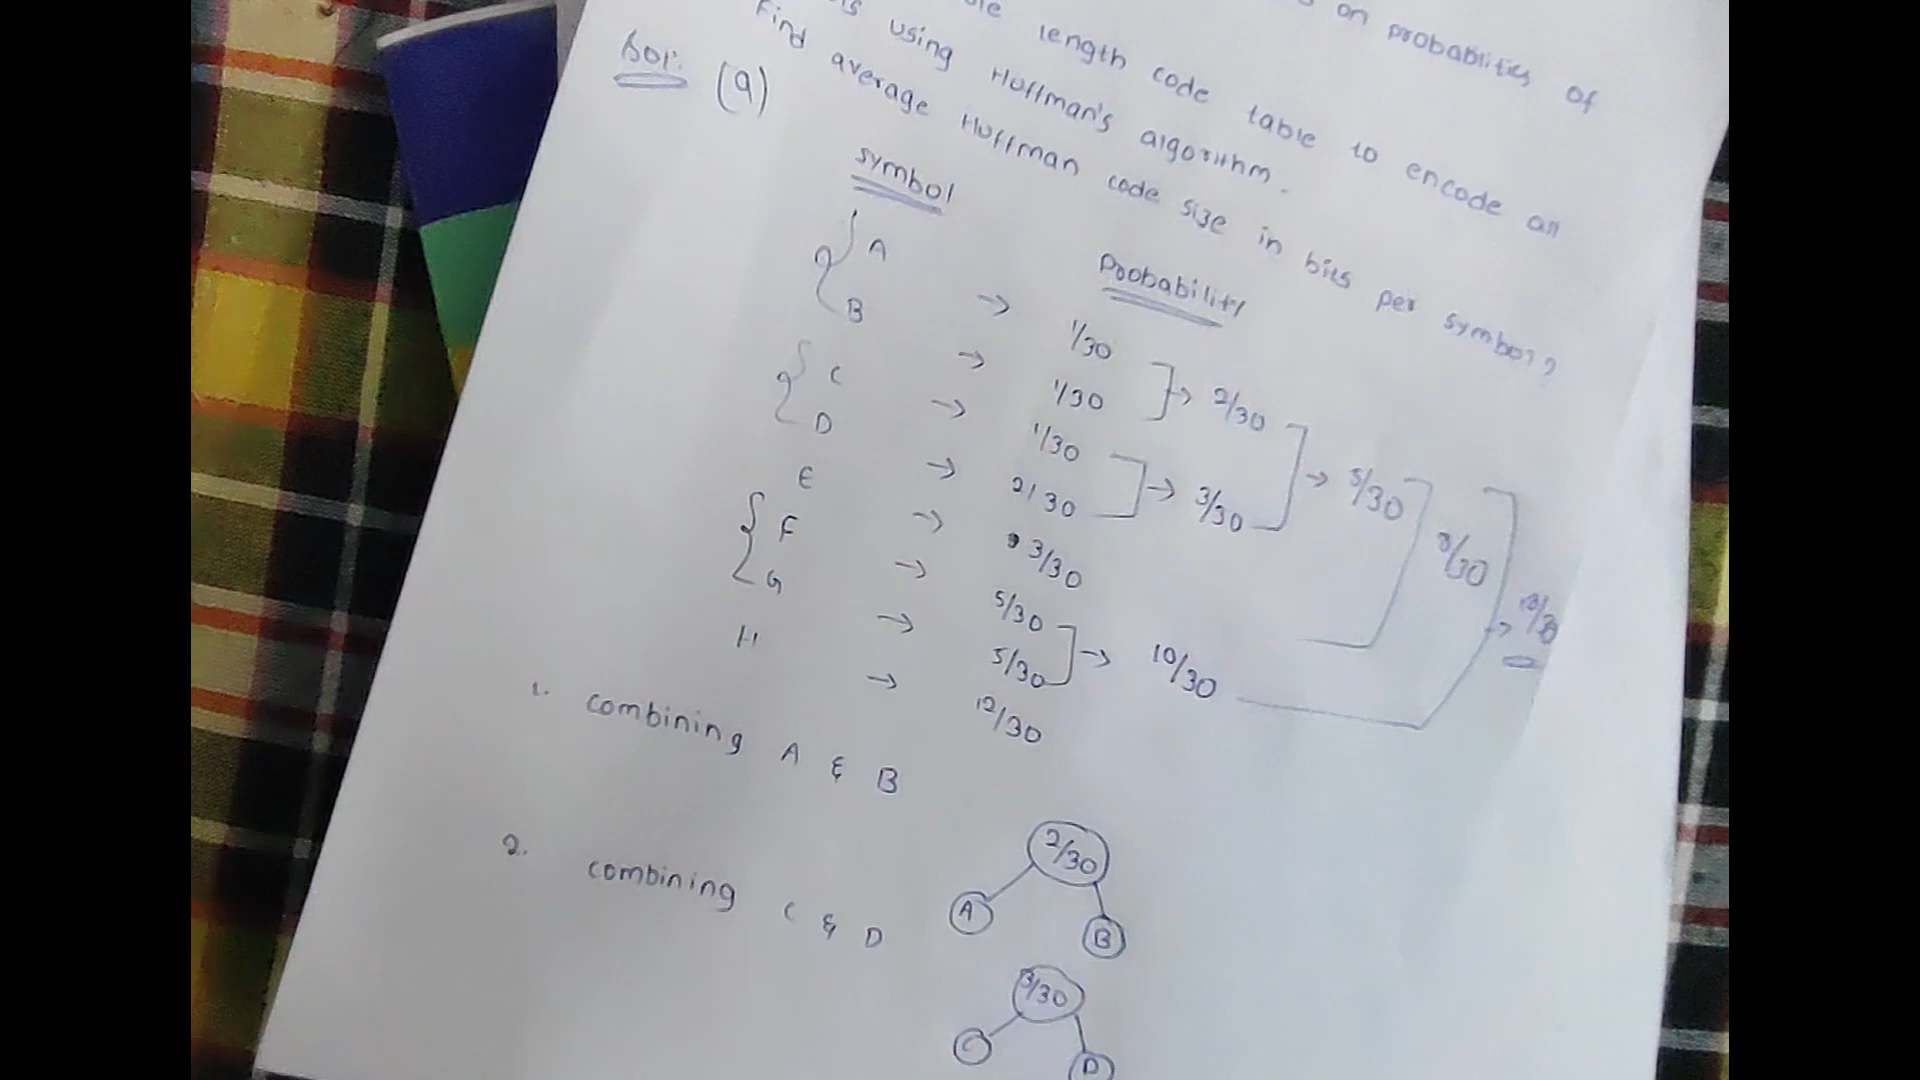 on probabilities of
length code table to encode all
using Huffman's algorithm.
Find average Huffman code size in bits per symbol?
Sol: (a)
Symbol Probability
A → 1/30
B → 1/30 → 2/30
C → 1/30
D → 2/30 → 3/30 → 5/30
E → 3/30 8/30
F → 5/30
G → 5/30 → 10/30 →
H → 12/30
1. combining A & B
2/30
A B
2. combining C & D
3/30
C D